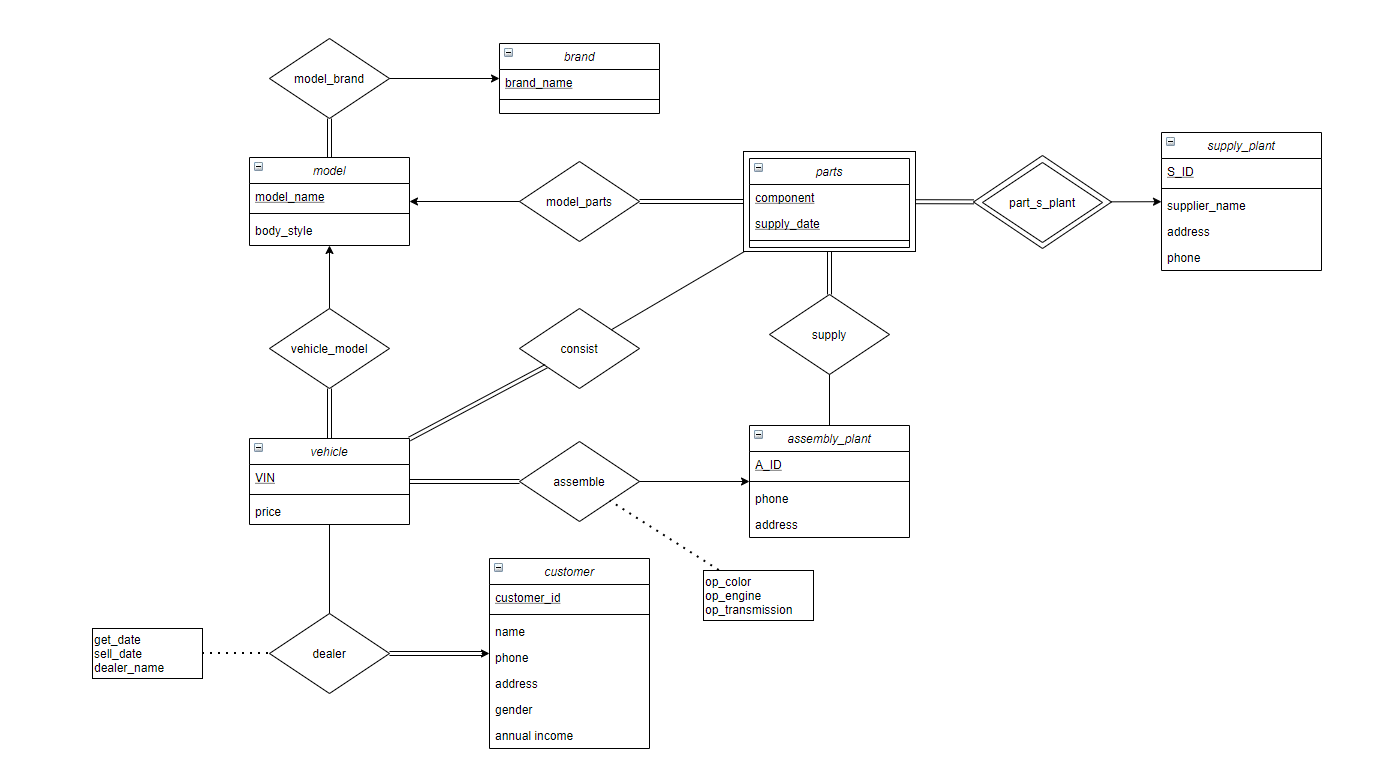 model_brand
brand
brand_name
model
model_name
body_style
model_parts
parts
component
supply_date
part_s_plant
supply_plant
S_ID
supplier_name
address
phone
vehicle_model
consist
supply
vehicle
VIN
price
assemble
assembly_plant
A_ID
phone
address
op_color
op_engine
op_transmission
get_date
sell_date
dealer_name
dealer
customer
customer_id
name
phone
address
gender
annual income